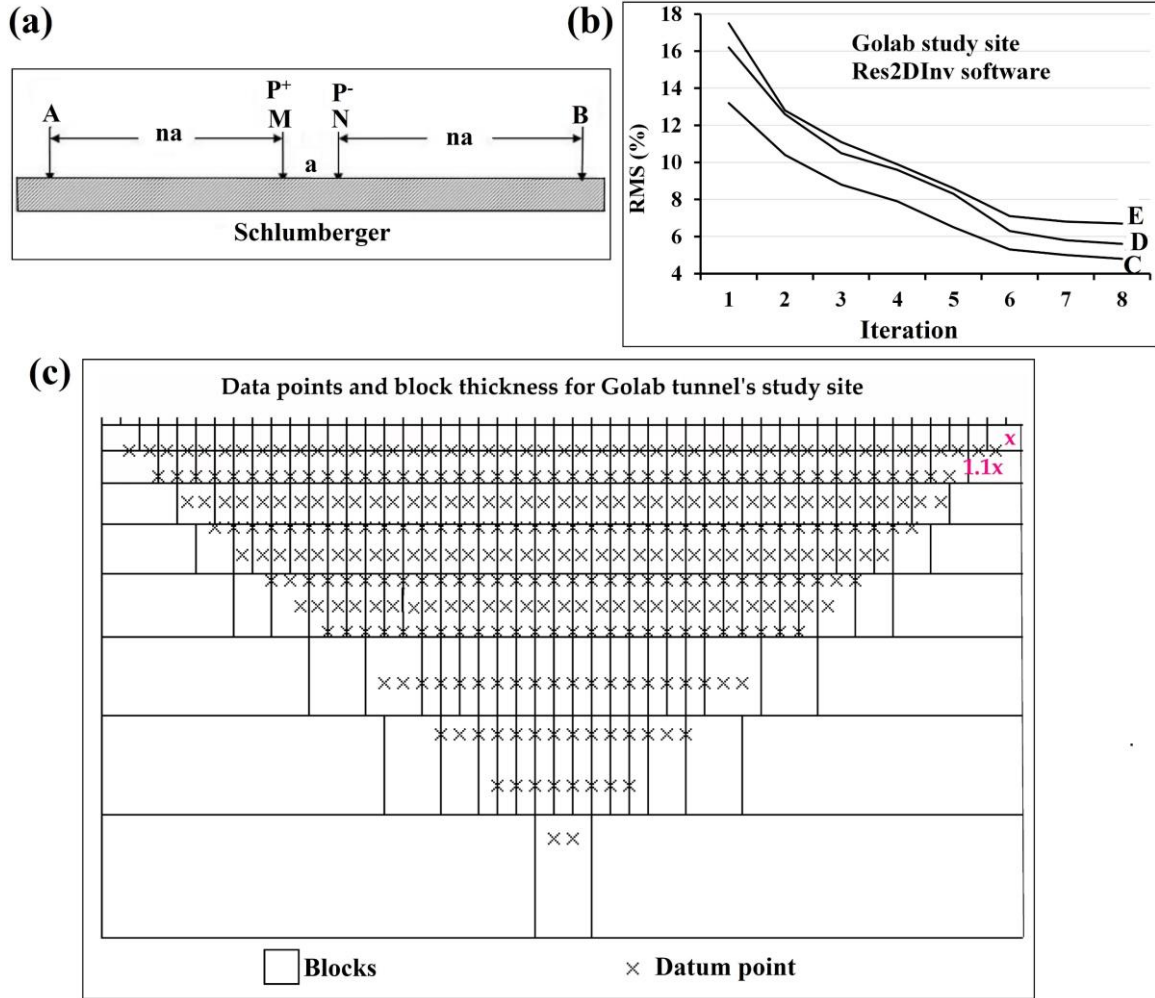 (a)
P+ P-
A M N B
na na
a
Schlumberger
(b)
Golab study site
Res2DInv software
RMS (%)
18
16
14
12
10
8
6
4
E
D
C
1 2 3 4 5 6 7 8
Iteration
(c)
Data points and block thickness for Golab tunnel's study site
x
1.1x
Blocks
Datum point